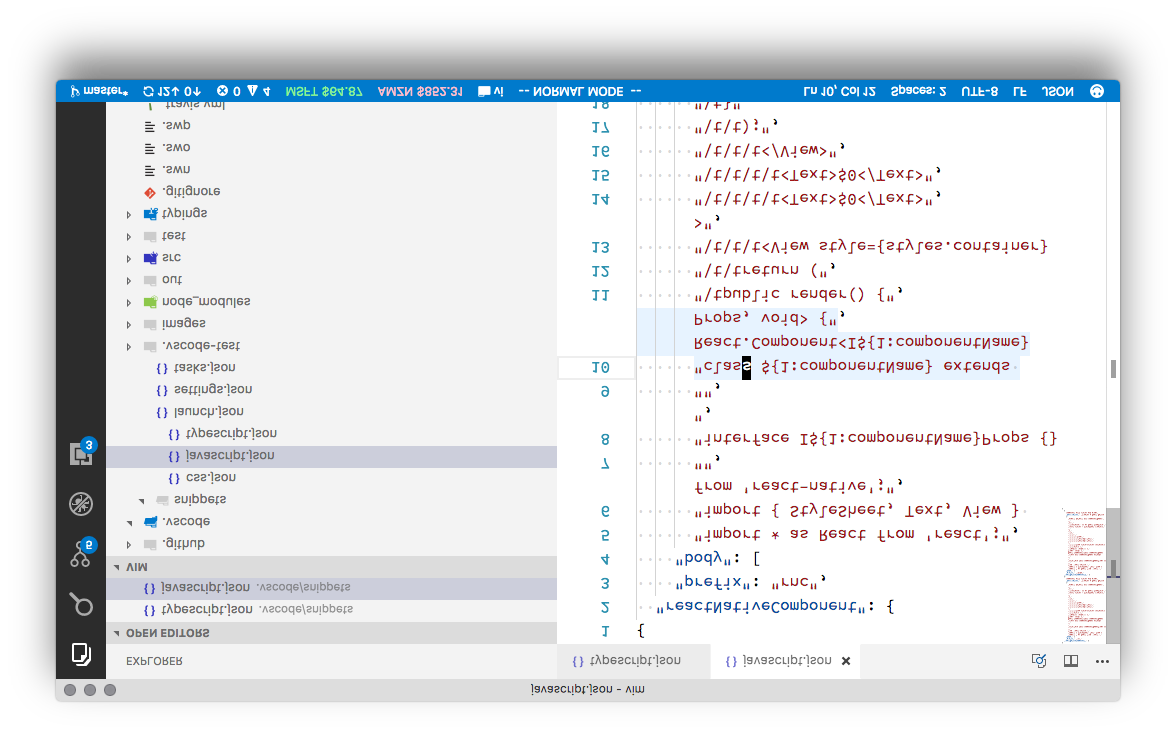 javascript.json - vim
EXPLORER
OPEN EDITORS
{} typescript.json .vscode/snippets
{} javascript.json .vscode/snippets
VIM
.github
.vscode
snippets
{} css.json
{} javascript.json
{} typescript.json
{} launch.json
{} settings.json
{} tasks.json
.vscode-test
images
node_modules
out
src
test
typings
.gitignore
.swn
.swo
.swp
.travis.yml
5
3
{} typescript.json
{} javascript.json
1 {
2 "reactNativeComponent": {
3 "prefix": "rnc",
4 "body": [
5 "import * as React from 'react';",
6 "import { StyleSheet, Text, View }
from 'react-native';",
7 "",
8 "interface I${1:componentName}Props {}
",
9 "",
10 "class ${1:componentName} extends
React.Component<I${1:componentName}
Props, void> {",
11 "\tpublic render() {",
12 "\t\treturn (",
13 "\t\t\t<View style={styles.container}
>",
14 "\t\t\t\t<Text>$0</Text>",
15 "\t\t\t\t<Text>$0</Text>",
16 "\t\t\t</View>",
17 "\t\t);",
18 "\t}"
master* 12↓ 0↑ 0 4 MSFT $64.87 AMZN $852.31 vi -- NORMAL MODE -- Ln 10, Col 12 Spaces: 2 UTF-8 LF JSON